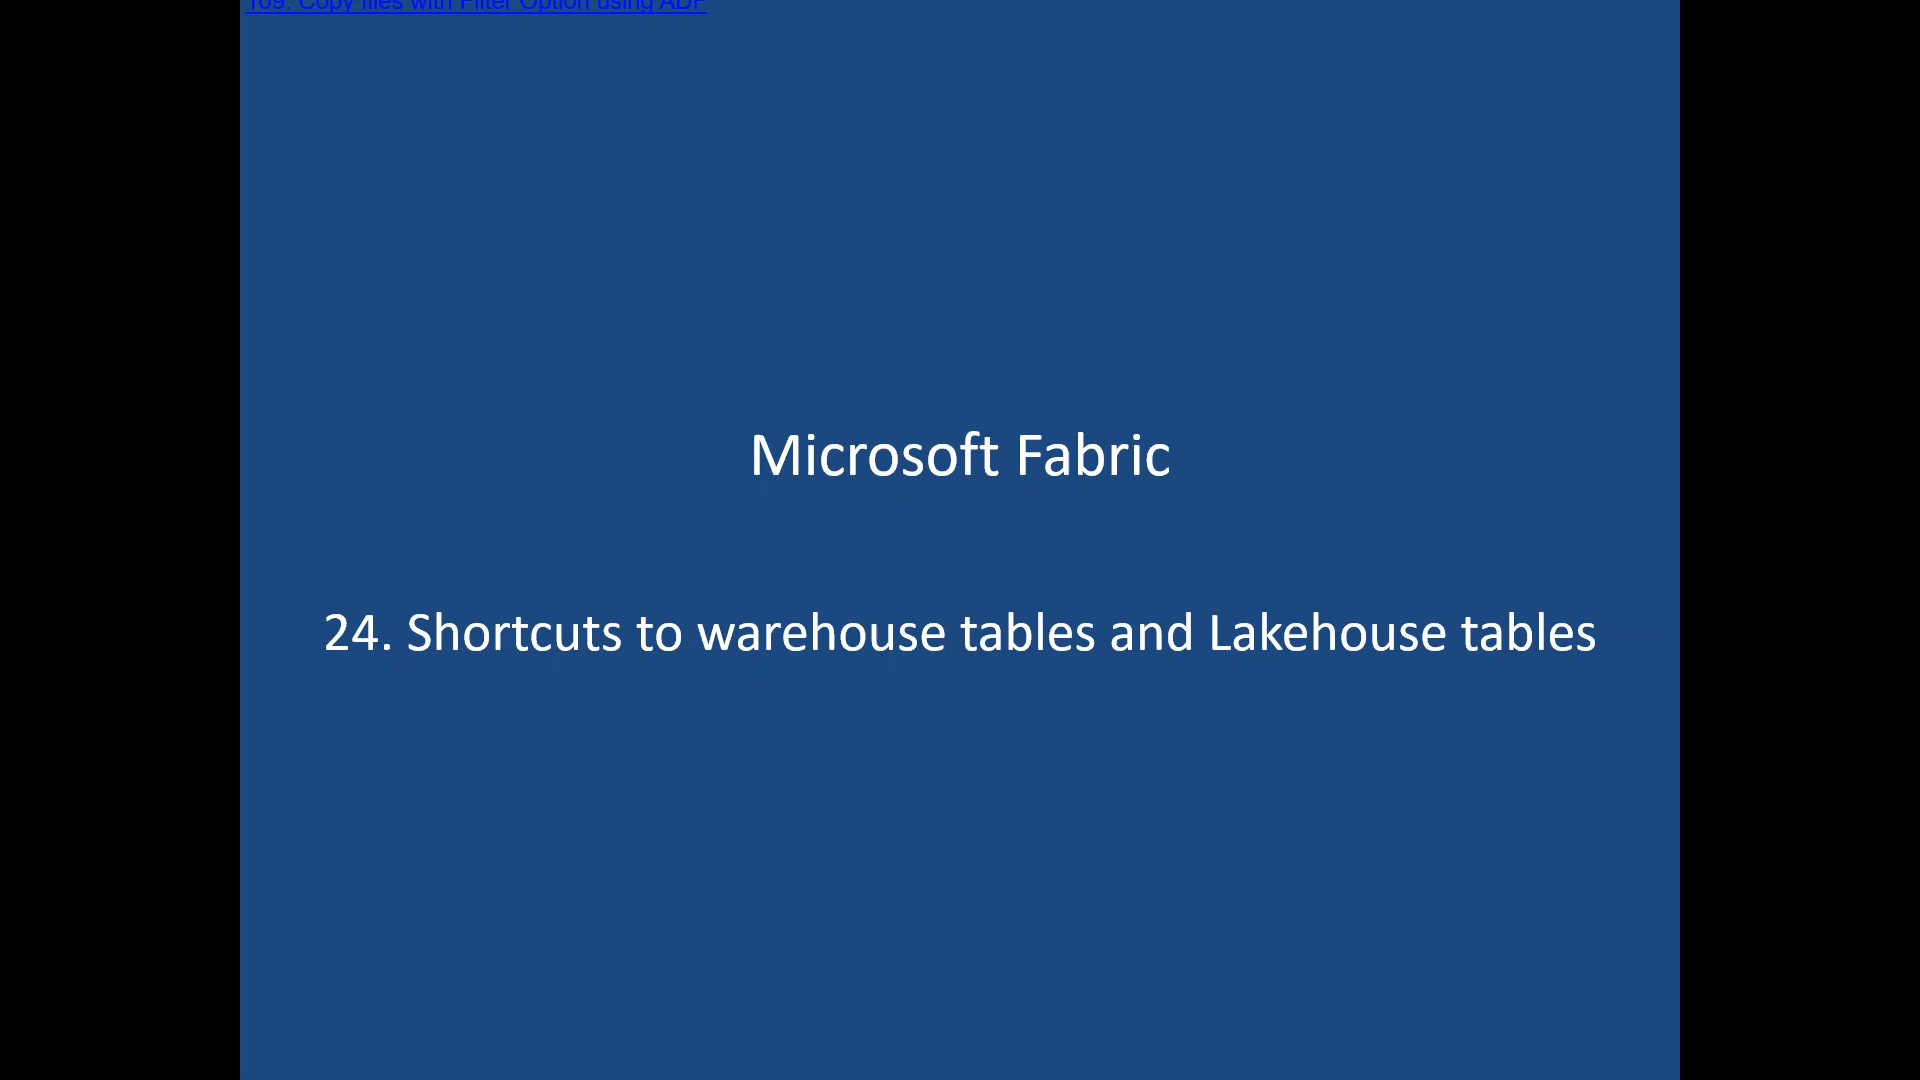 109. Copy files with Filter Option using ADF
Microsoft Fabric
24. Shortcuts to warehouse tables and Lakehouse tables